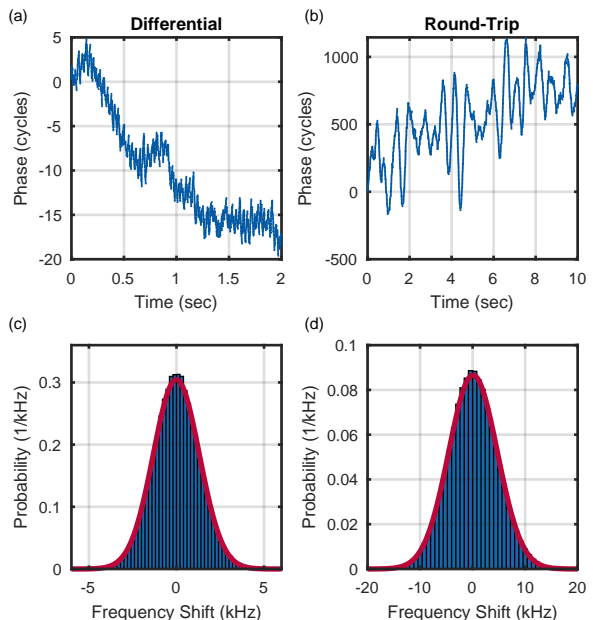 (a)
Differential
5
0
-5
-10
-15
-20
Phase (cycles)
0
0.5
1
1.5
2
Time (sec)
(b)
Round-Trip
1000
500
0
-500
Phase (cycles)
0
2
4
6
8
10
Time (sec)
(c)
0.3
0.2
0.1
0
Probability (1/kHz)
-5
0
5
Frequency Shift (kHz)
(d)
0.1
0.08
0.06
0.04
0.02
0
Probability (1/kHz)
-20
-10
0
10
20
Frequency Shift (kHz)